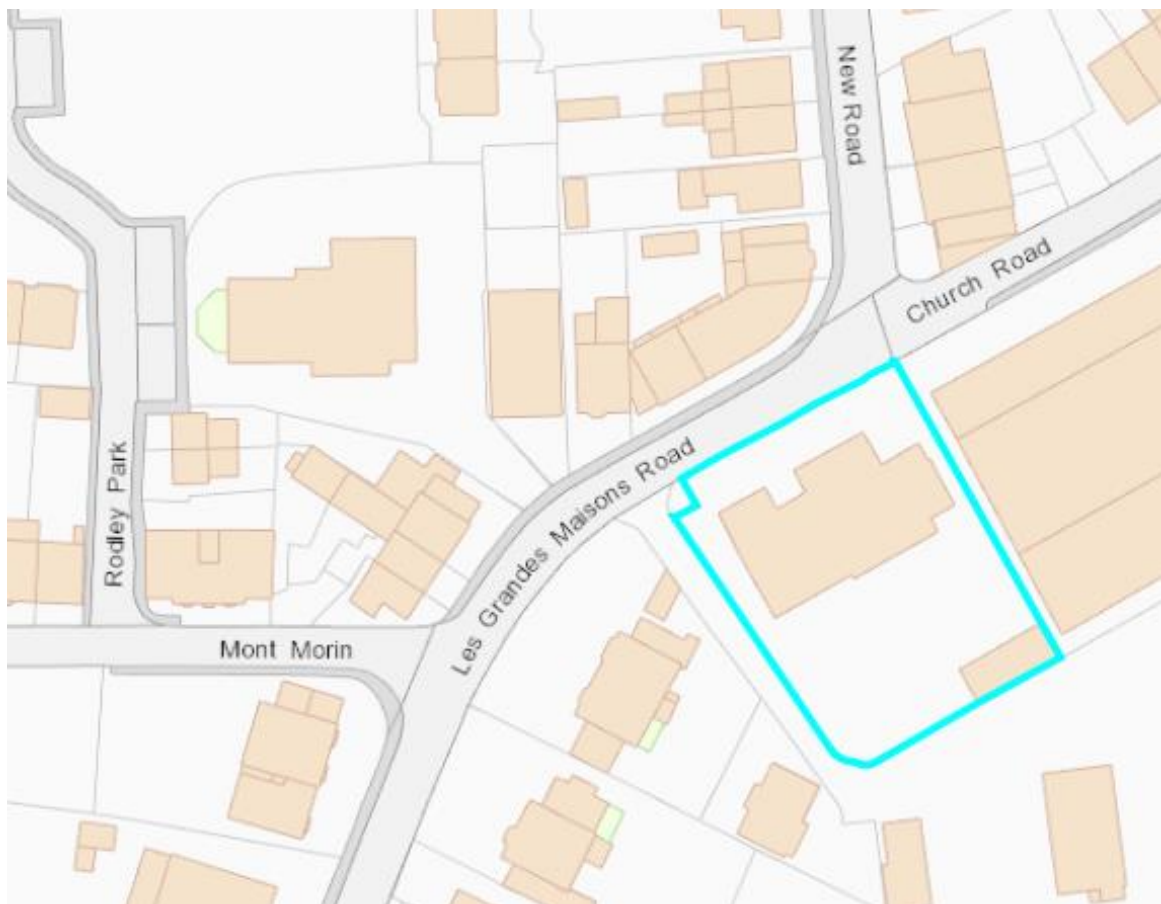 New Road
Church Road
Les Grandes Maisons Road
Rodley Park
Mont Morin